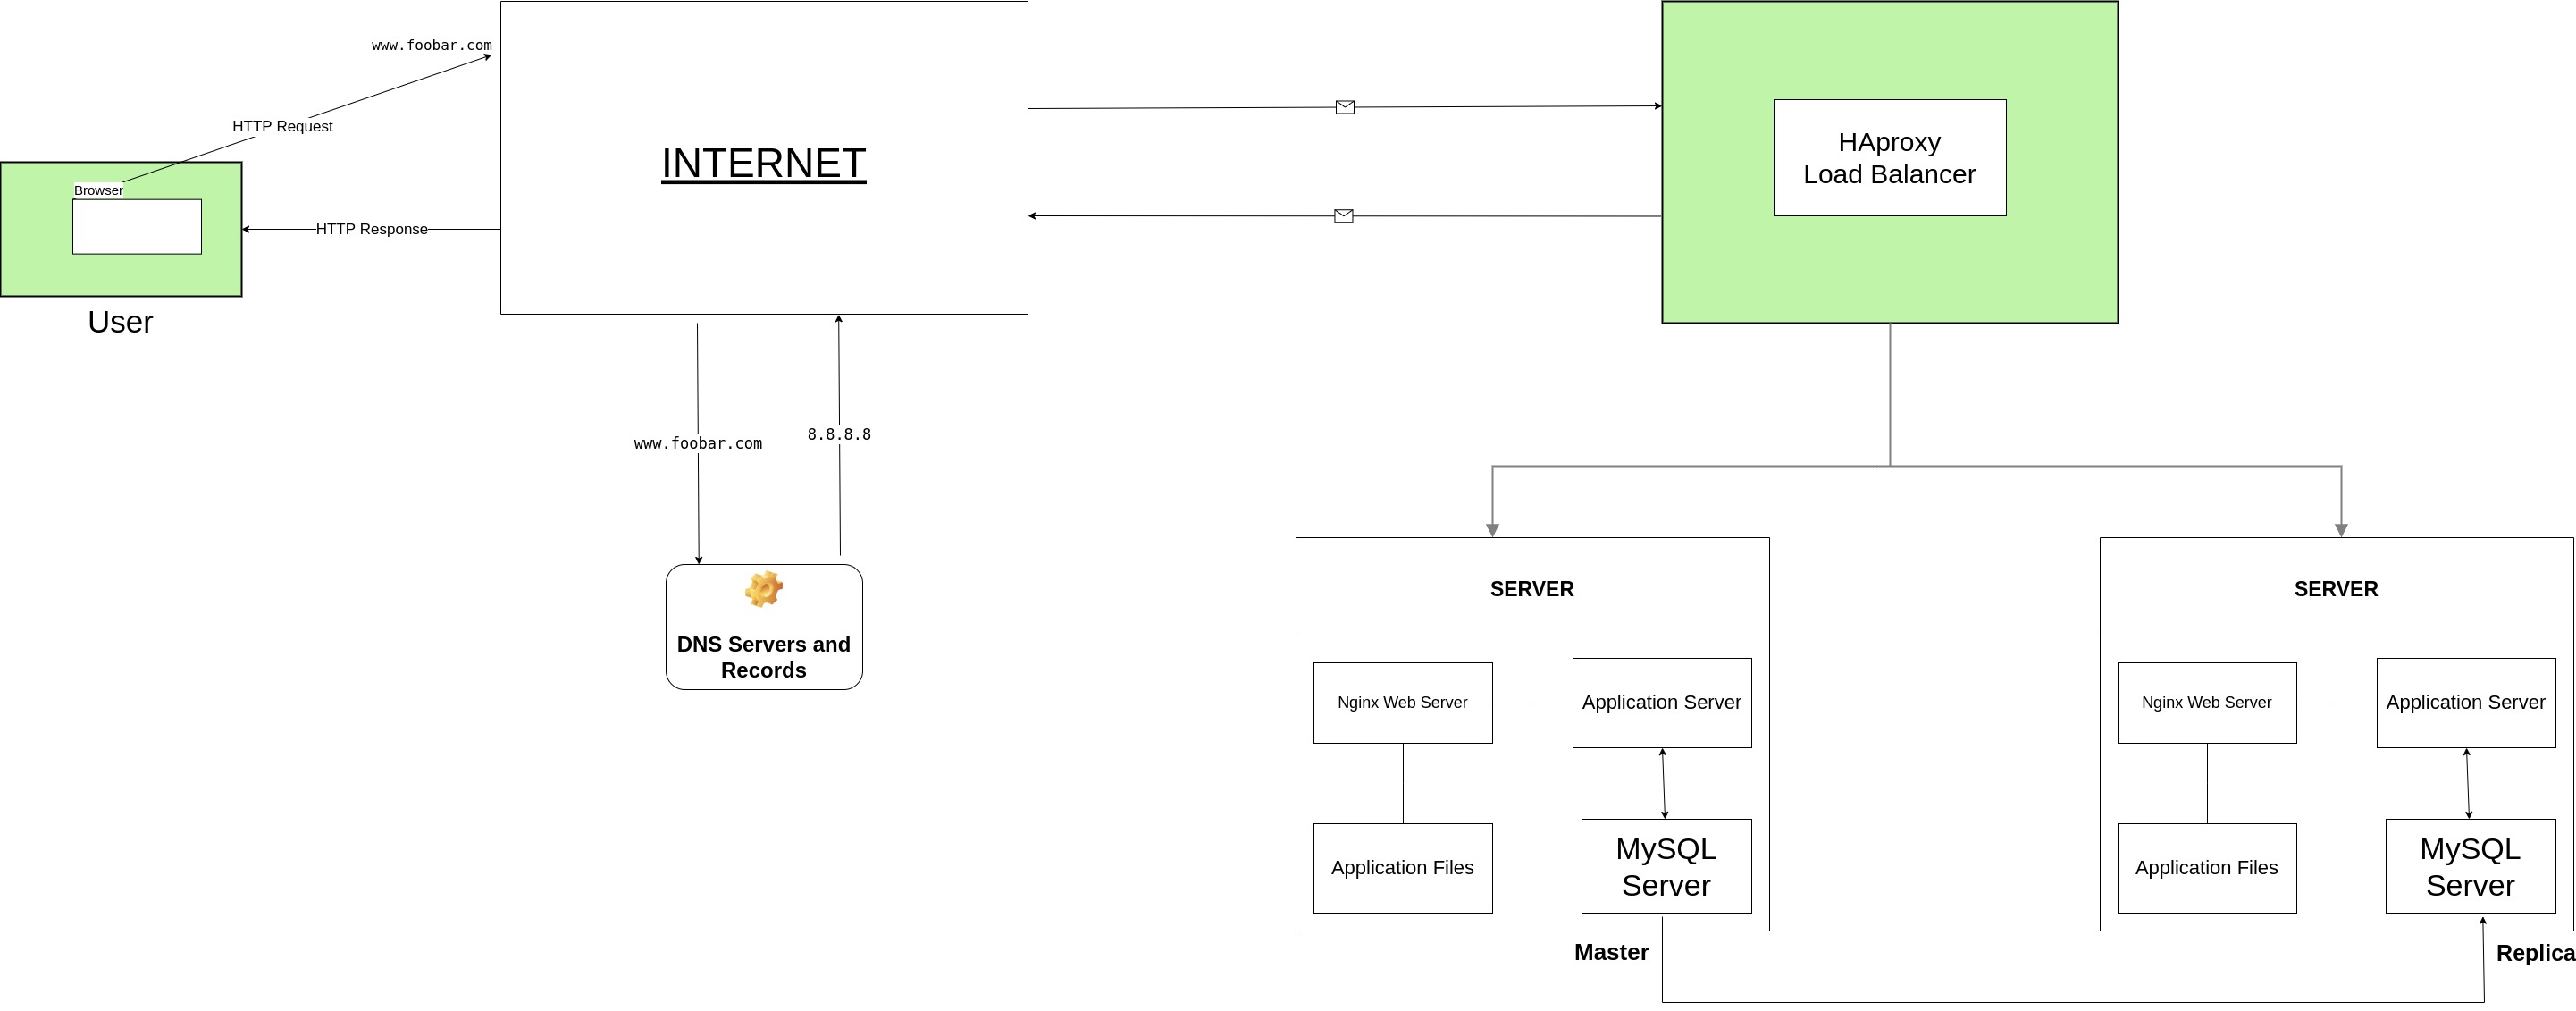 www.foobar.com
HTTP Request
Browser
HTTP Response
User
INTERNET
HAproxy
Load Balancer
www.foobar.com
8.8.8.8
DNS Servers and
Records
SERVER
Nginx Web Server
Application Server
Application Files
MySQL
Server
Master
SERVER
Nginx Web Server
Application Server
Application Files
MySQL
Server
Replica